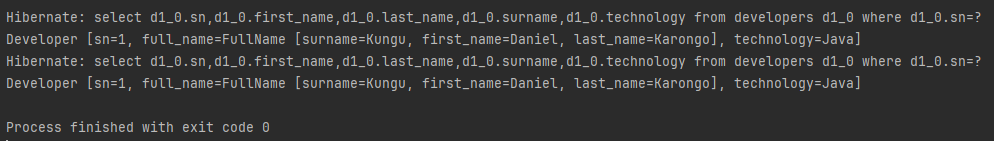 Hibernate: select d1_0.sn,d1_0.first_name,d1_0.last_name,d1_0.surname,d1_0.technology from developers d1_0 where d1_0.sn=?
Developer [sn=1, full_name=FullName [surname=Kungu, first_name=Daniel, last_name=Karongo], technology=Java]
Hibernate: select d1_0.sn,d1_0.first_name,d1_0.last_name,d1_0.surname,d1_0.technology from developers d1_0 where d1_0.sn=?
Developer [sn=1, full_name=FullName [surname=Kungu, first_name=Daniel, last_name=Karongo], technology=Java]
Process finished with exit code 0